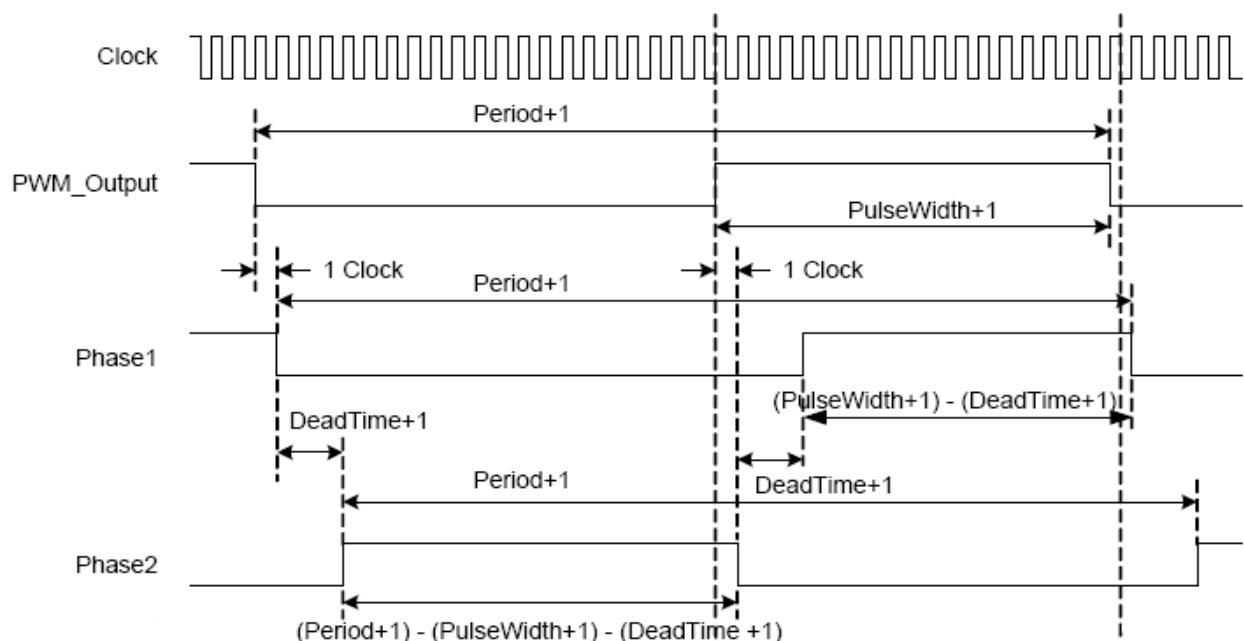 Clock
Period+1
PWM_Output
PulseWidth+1
1 Clock
1 Clock
Period+1
Phase1
(PulseWidth+1) - (DeadTime+1)
DeadTime+1
Period+1
DeadTime+1
Phase2
(Period+1) - (PulseWidth+1) - (DeadTime +1)